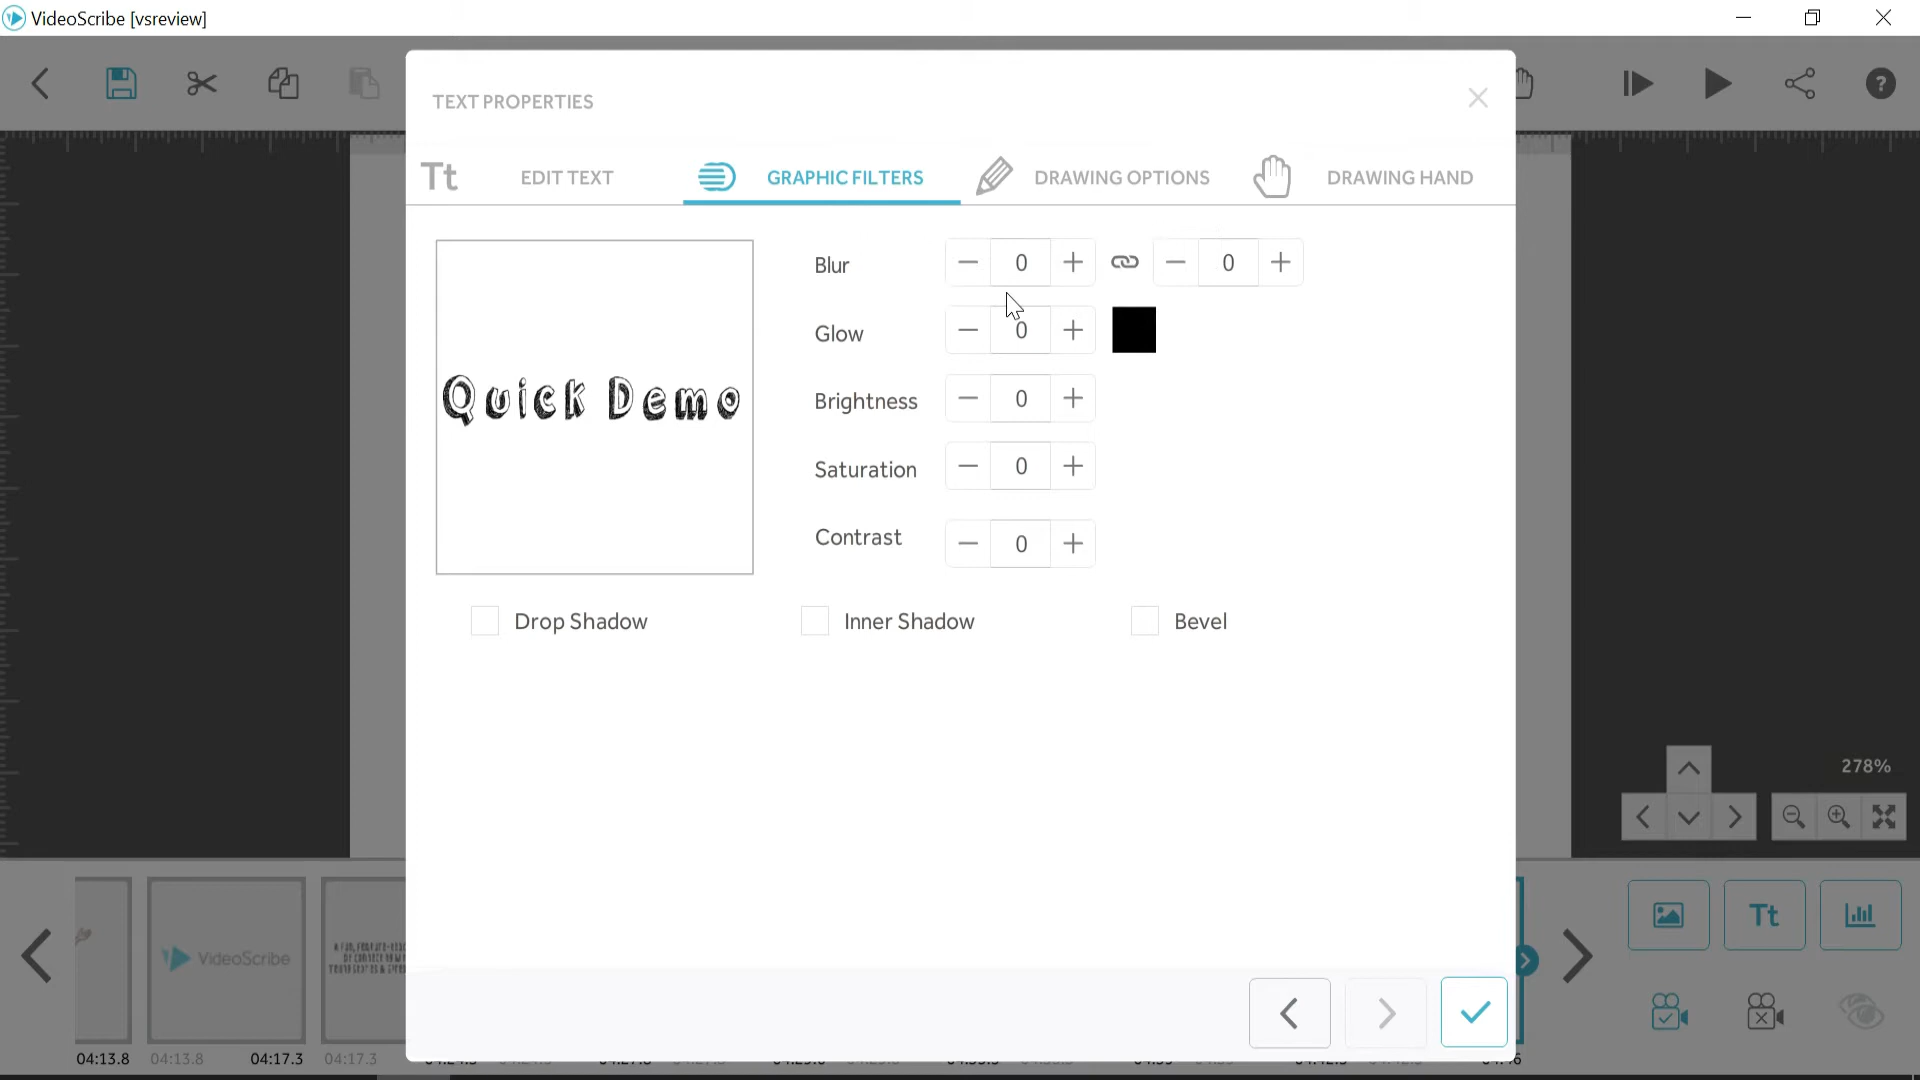 VideoScribe [vsreview]
TEXT PROPERTIES
Tt EDIT TEXT GRAPHIC FILTERS DRAWING OPTIONS DRAWING HAND
Blur 0 0
Glow 0
Brightness 0
Saturation 0
Contrast 0
Quick Demo
Drop Shadow Inner Shadow Bevel
278%
VideoScribe
Tt
04:13.8 04:13.8 04:17.3 04:17.3